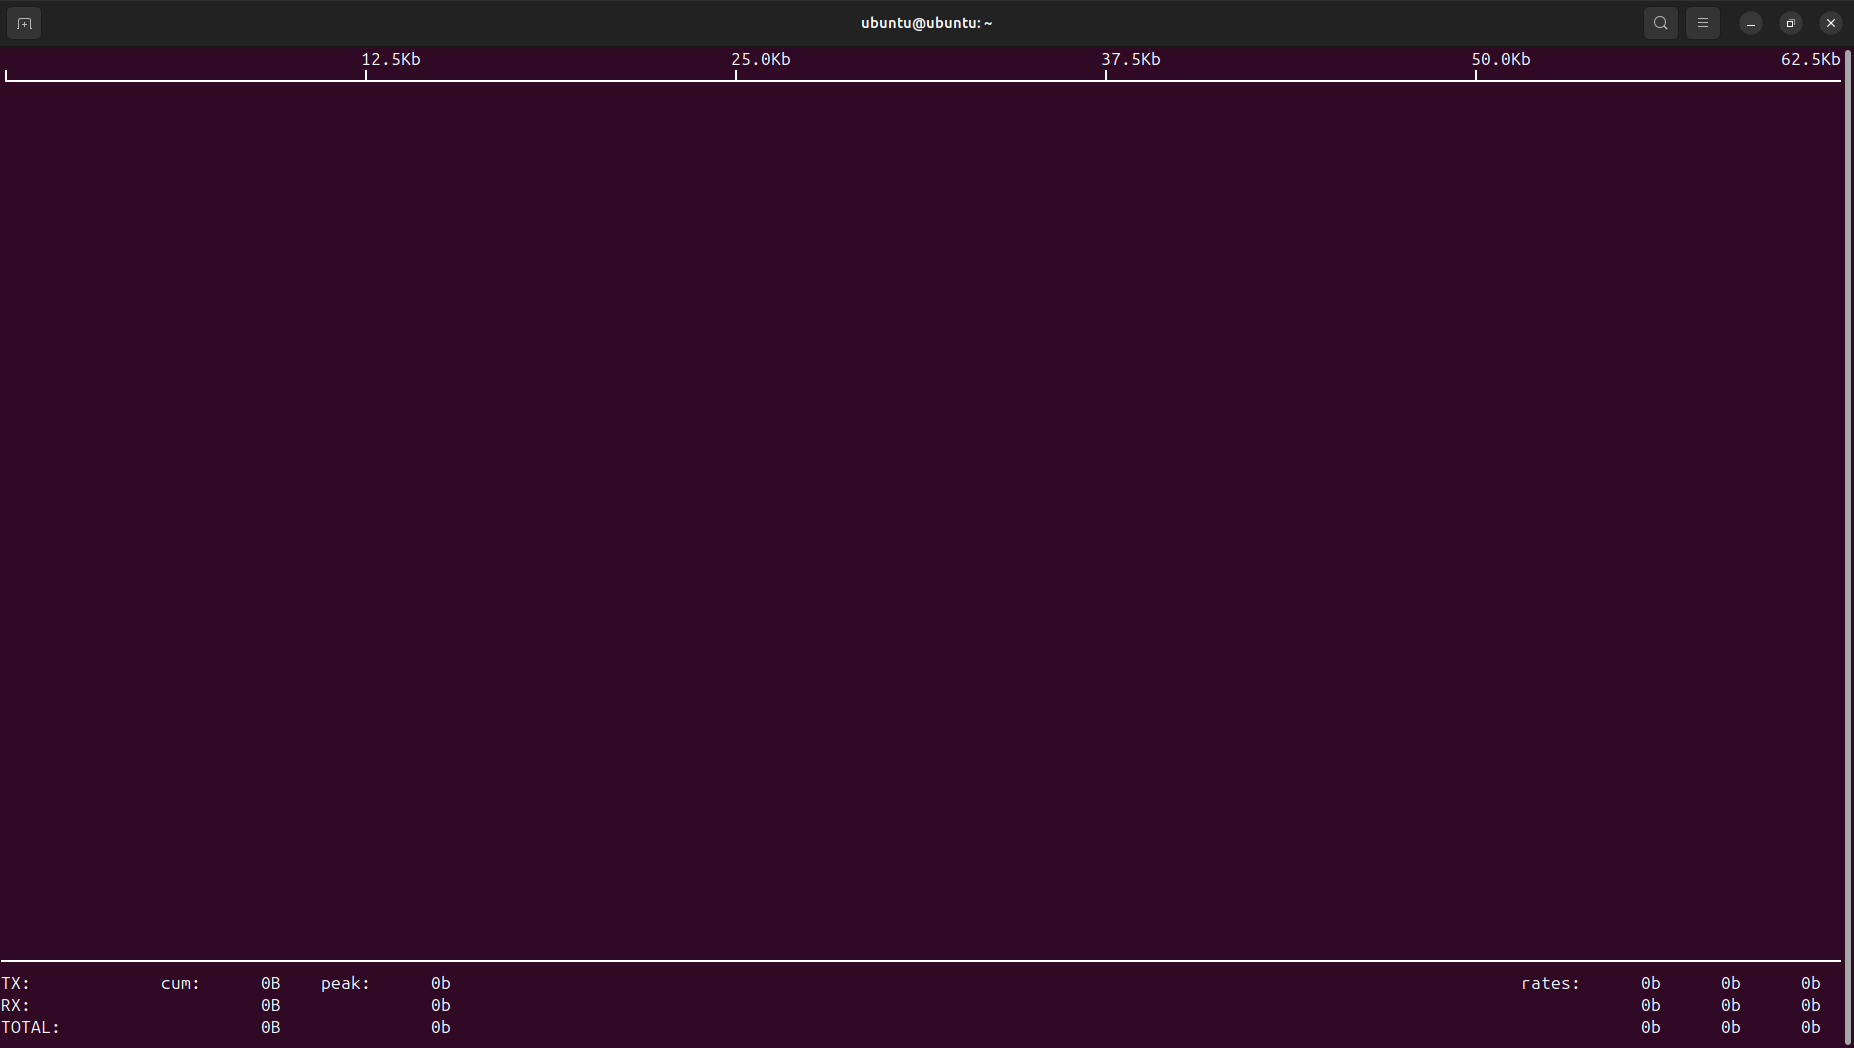 ubuntu@ubuntu: ~
12.5Kb 25.0Kb 37.5Kb 50.0Kb 62.5Kb
TX: cum: 0B peak: 0b rates: 0b 0b 0b
RX: 0B 0b 0b 0b 0b
TOTAL: 0B 0b 0b 0b 0b